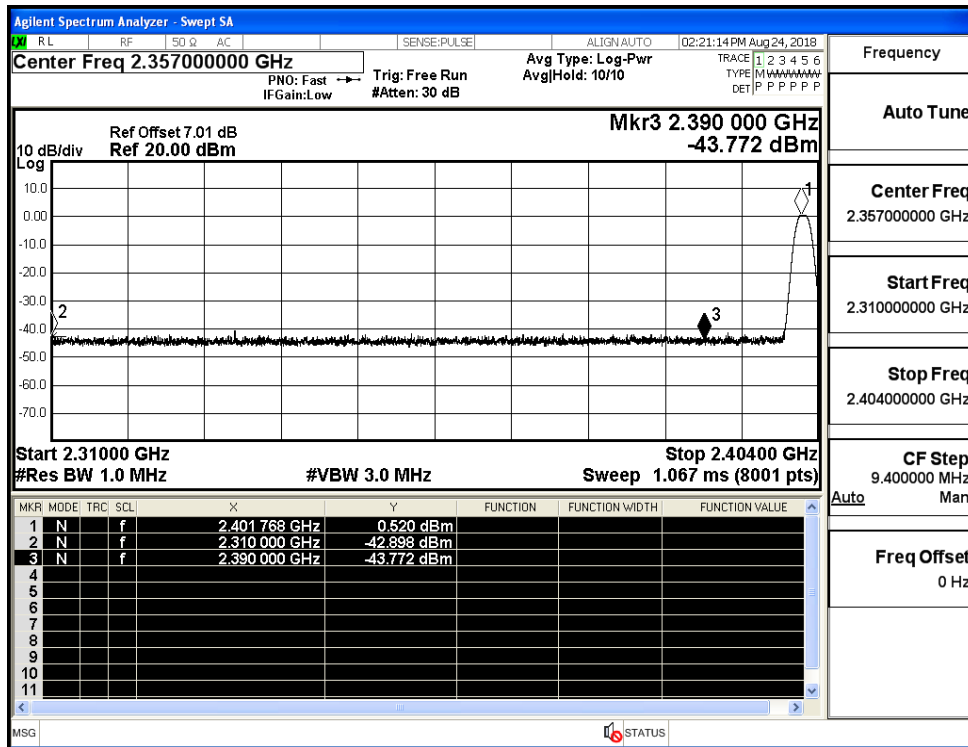 Agilent Spectrum Analyzer - Swept SA
LXI RL RF 50 Ω AC SENSE:PULSE ALIGN AUTO 02:21:14 PM Aug 24, 2018
Center Freq 2.357000000 GHz
PNO: Fast
IFGain:Low
Trig: Free Run
#Atten: 30 dB
Avg Type: Log-Pwr
Avg|Hold: 10/10
TRACE 1 2 3 4 5 6
TYPE M
DET P P P P P P
Ref Offset 7.01 dB
Ref 20.00 dBm
10 dB/div
Log
Mkr3 2.390 000 GHz
-43.772 dBm
10.0
0.00
-10.0
-20.0
-30.0
-40.0
-50.0
-60.0
-70.0
1
2
3
Start 2.31000 GHz
#Res BW 1.0 MHz
#VBW 3.0 MHz
Stop 2.40400 GHz
Sweep 1.067 ms (8001 pts)
MKR MODE TRC SCL X Y FUNCTION FUNCTION WIDTH FUNCTION VALUE
1 N f 2.401 768 GHz 0.520 dBm
2 N f 2.310 000 GHz -42.898 dBm
3 N f 2.390 000 GHz -43.772 dBm
4
5
6
7
8
9
10
11
MSG
STATUS
Frequency
Auto Tune
Center Freq
2.357000000 GHz
Start Freq
2.310000000 GHz
Stop Freq
2.404000000 GHz
CF Step
9.400000 MHz
Auto Man
Freq Offset
0 Hz